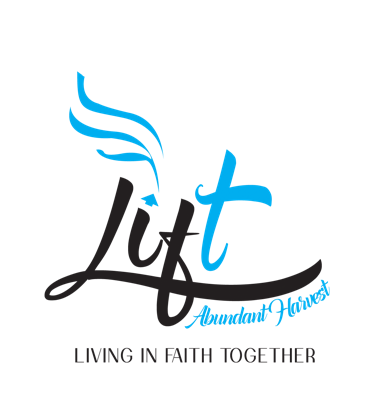 Lift
Abundant Harvest
LIVING IN FAITH TOGETHER